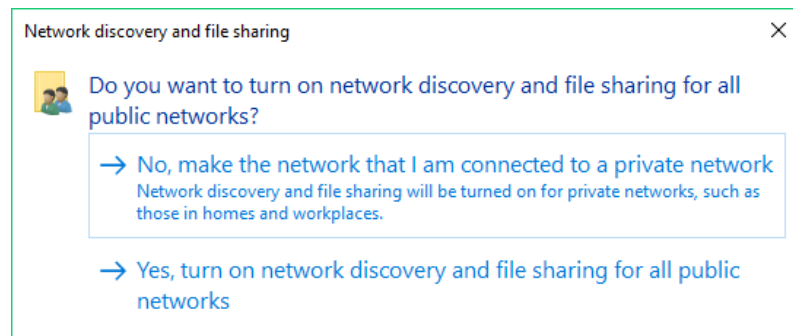 Network discovery and file sharing
Do you want to turn on network discovery and file sharing for all
public networks?
No, make the network that I am connected to a private network
Network discovery and file sharing will be turned on for private networks, such as
those in homes and workplaces.
Yes, turn on network discovery and file sharing for all public
networks